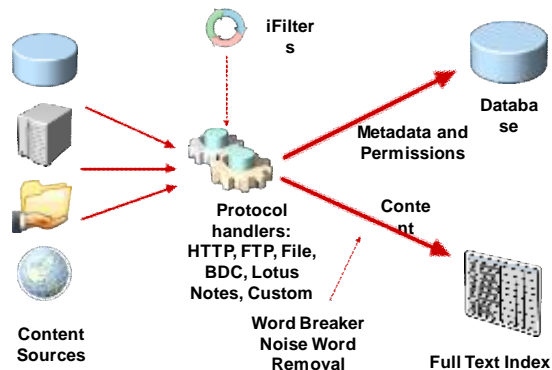 iFilter
s
Databa
se
Metadata and
Permissions
Protocol
handlers:
HTTP, FTP, File,
BDC, Lotus
Notes, Custom
Conte
nt
Content
Sources
Word Breaker
Noise Word
Removal
Full Text Index